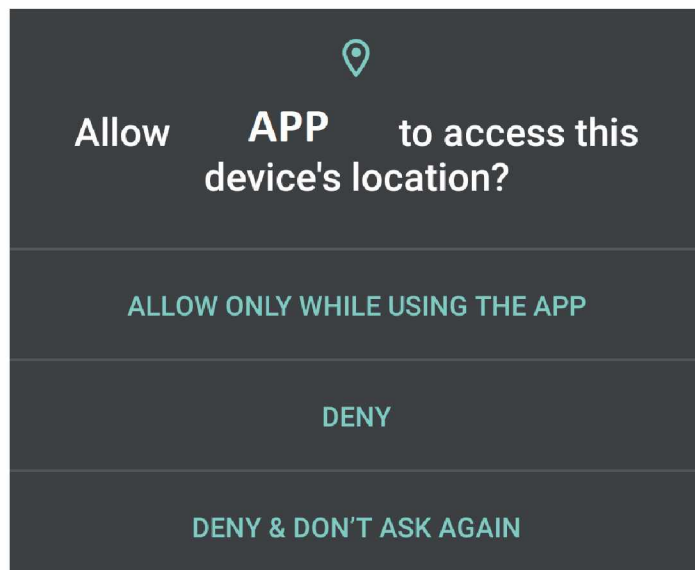 Allow APP to access this
device's location?
ALLOW ONLY WHILE USING THE APP
DENY
DENY & DON’T ASK AGAIN